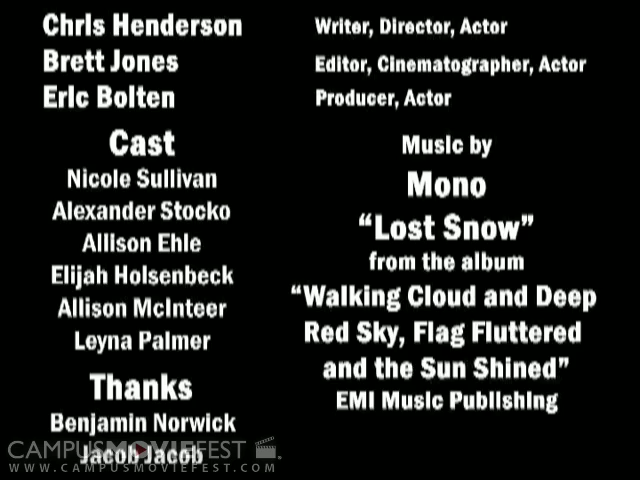 Chris Henderson Writer, Director, Actor
Brett Jones Editor, Cinematographer, Actor
Eric Bolten Producer, Actor
Cast
Nicole Sullivan
Alexander Stocko
Allison Ehle
Elijah Holsenbeck
Allison McInteer
Leyna Palmer
Thanks
Benjamin Norwick
Jacob Jacob
Music by
Mono
“Lost Snow”
from the album
“Walking Cloud and Deep
Red Sky, Flag Fluttered
and the Sun Shined”
EMI Music Publishing
CAMPUSMOVIEFEST
WWW.CAMPUSMOVIEFEST.COM